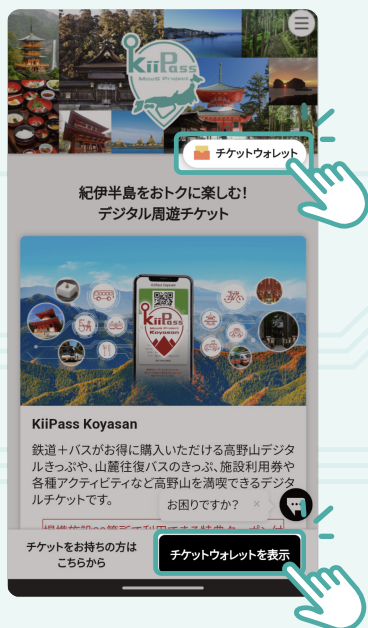 KiiPass
MaaS Project
チケットウォレット
紀伊半島をおトクに楽しむ!
デジタル周遊チケット
KiiPass Koyasan
KiiPass
MaaS Project
Koyasan
KiiPass Koyasan
鉄道+バスがお得に購入いただける高野山デジタ
ルきっぷや、山麓往復バスのきっぷ、施設利用券や
各種アクティビティなど高野山を満喫できるデジタ
ルチケットです。
お困りですか? ×
チケットをお持ちの方は
こちらから
チケットウォレットを表示